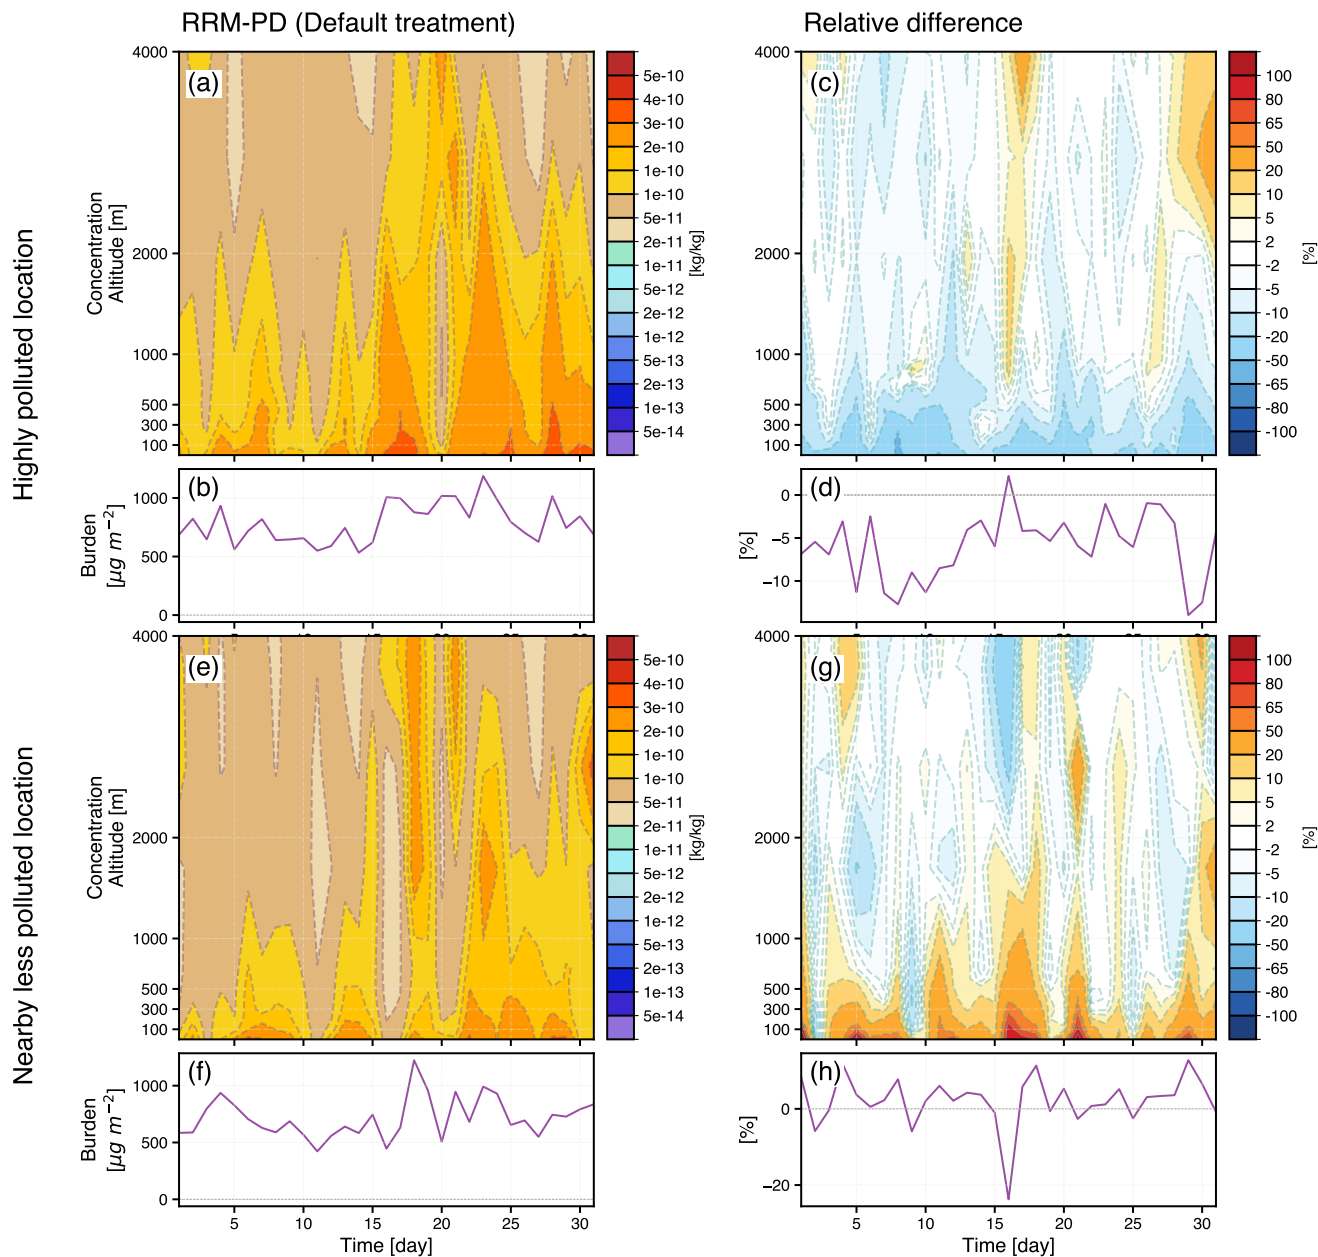 RRM-PD (Default treatment)
Relative difference
Highly polluted location
Nearby less polluted location
(a)
Concentration
Altitude [m]
4000
2000
1000
500
300
100
5e-10
4e-10
3e-10
2e-10
1e-10
1e-10
5e-11
2e-11
1e-11
5e-12
2e-12
1e-12
5e-13
2e-13
1e-13
5e-14
[kg/kg]
(c)
4000
2000
1000
500
300
100
100
80
65
50
20
10
5
2
-2
-5
-10
-20
-50
-65
-80
-100
[%]
(b)
Burden
[μg m−2]
1000
500
0
(d)
[%]
0
−5
−10
(e)
Concentration
Altitude [m]
4000
2000
1000
500
300
100
5e-10
4e-10
3e-10
2e-10
1e-10
1e-10
5e-11
2e-11
1e-11
5e-12
2e-12
1e-12
5e-13
2e-13
1e-13
5e-14
[kg/kg]
(g)
4000
2000
1000
500
300
100
100
80
65
50
20
10
5
2
-2
-5
-10
-20
-50
-65
-80
-100
[%]
(f)
Burden
[μg m−2]
1000
500
0
5 10 15 20 25 30
Time [day]
(h)
[%]
0
−20
5 10 15 20 25 30
Time [day]